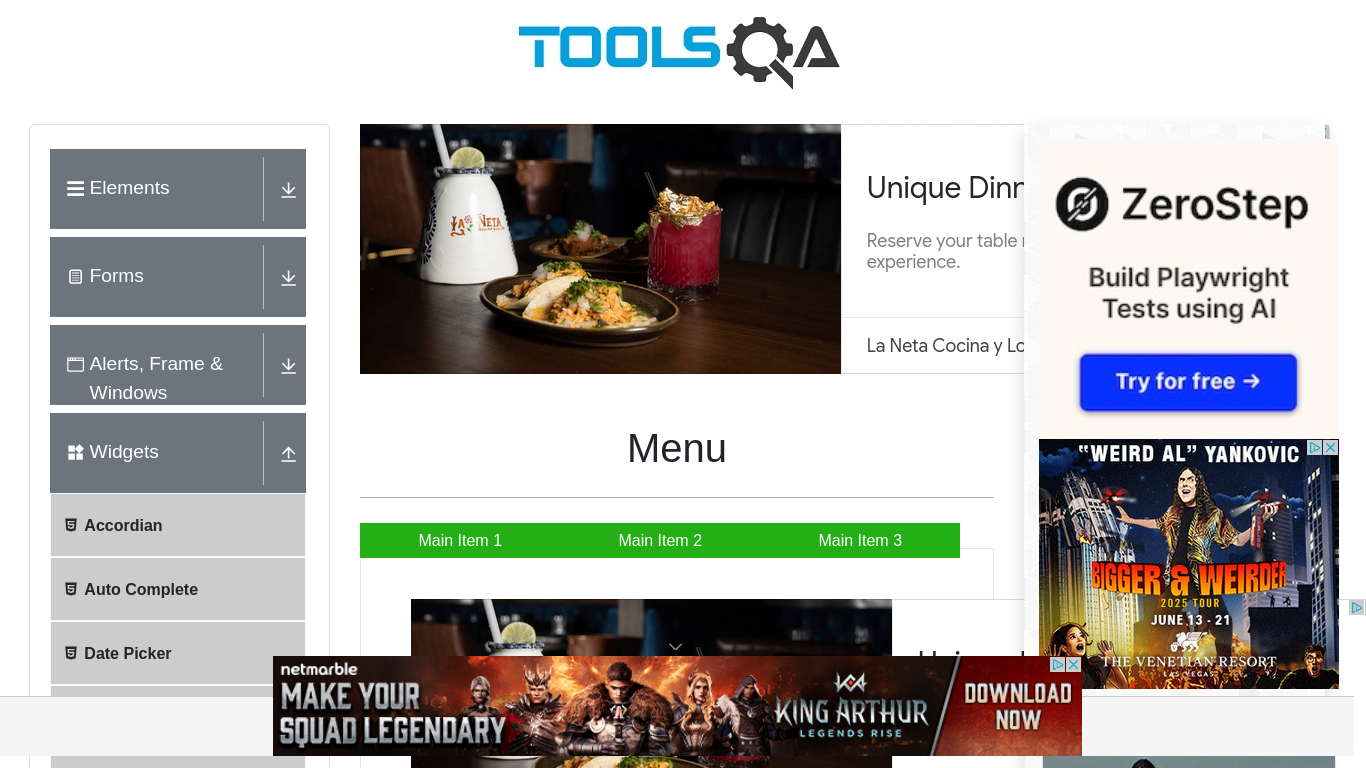 TOOLSQA
Elements
Forms
Alerts, Frame &
Windows
Widgets
Accordian
Auto Complete
Date Picker
LA NETA
Unique Dinn
Reserve your table
experience.
La Neta Cocina y Lo
Menu
Main Item 1
Main Item 2
Main Item 3
ZeroStep
Build Playwright
Tests using AI
Try for free →
"WEIRD AL" YANKOVIC
BIGGER & WEIRDER
2025 TOUR
JUNE 13 - 21
THE VENETIAN RESORT
LAS VEGAS
netmarble
MAKE YOUR
SQUAD LEGENDARY
KING ARTHUR
LEGENDS RISE
DOWNLOAD
NOW